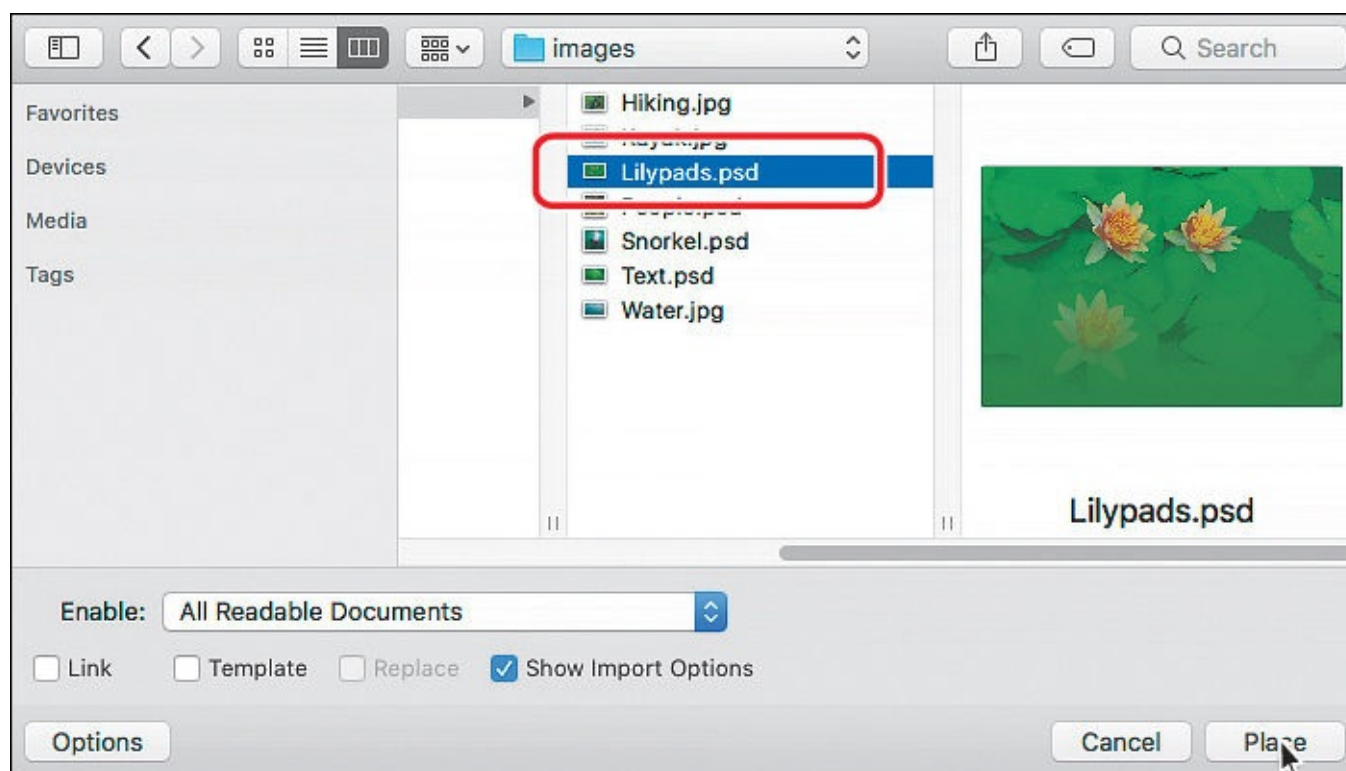 images
Search
Favorites
Devices
Media
Tags
Hiking.jpg
Lilypads.psd
Snorkel.psd
Text.psd
Water.jpg
Lilypads.psd
Enable: All Readable Documents
Link Template Replace Show Import Options
Options Cancel Place